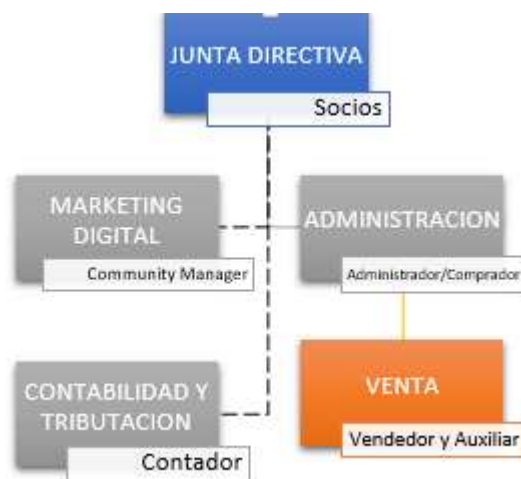 JUNTA DIRECTIVA
Socios
MARKETING
DIGITAL
Community Manager
ADMINISTRACION
Administrador/Comprador
CONTABILIDAD Y
TRIBUTACION
Contador
VENTA
Vendedor y Auxiliar